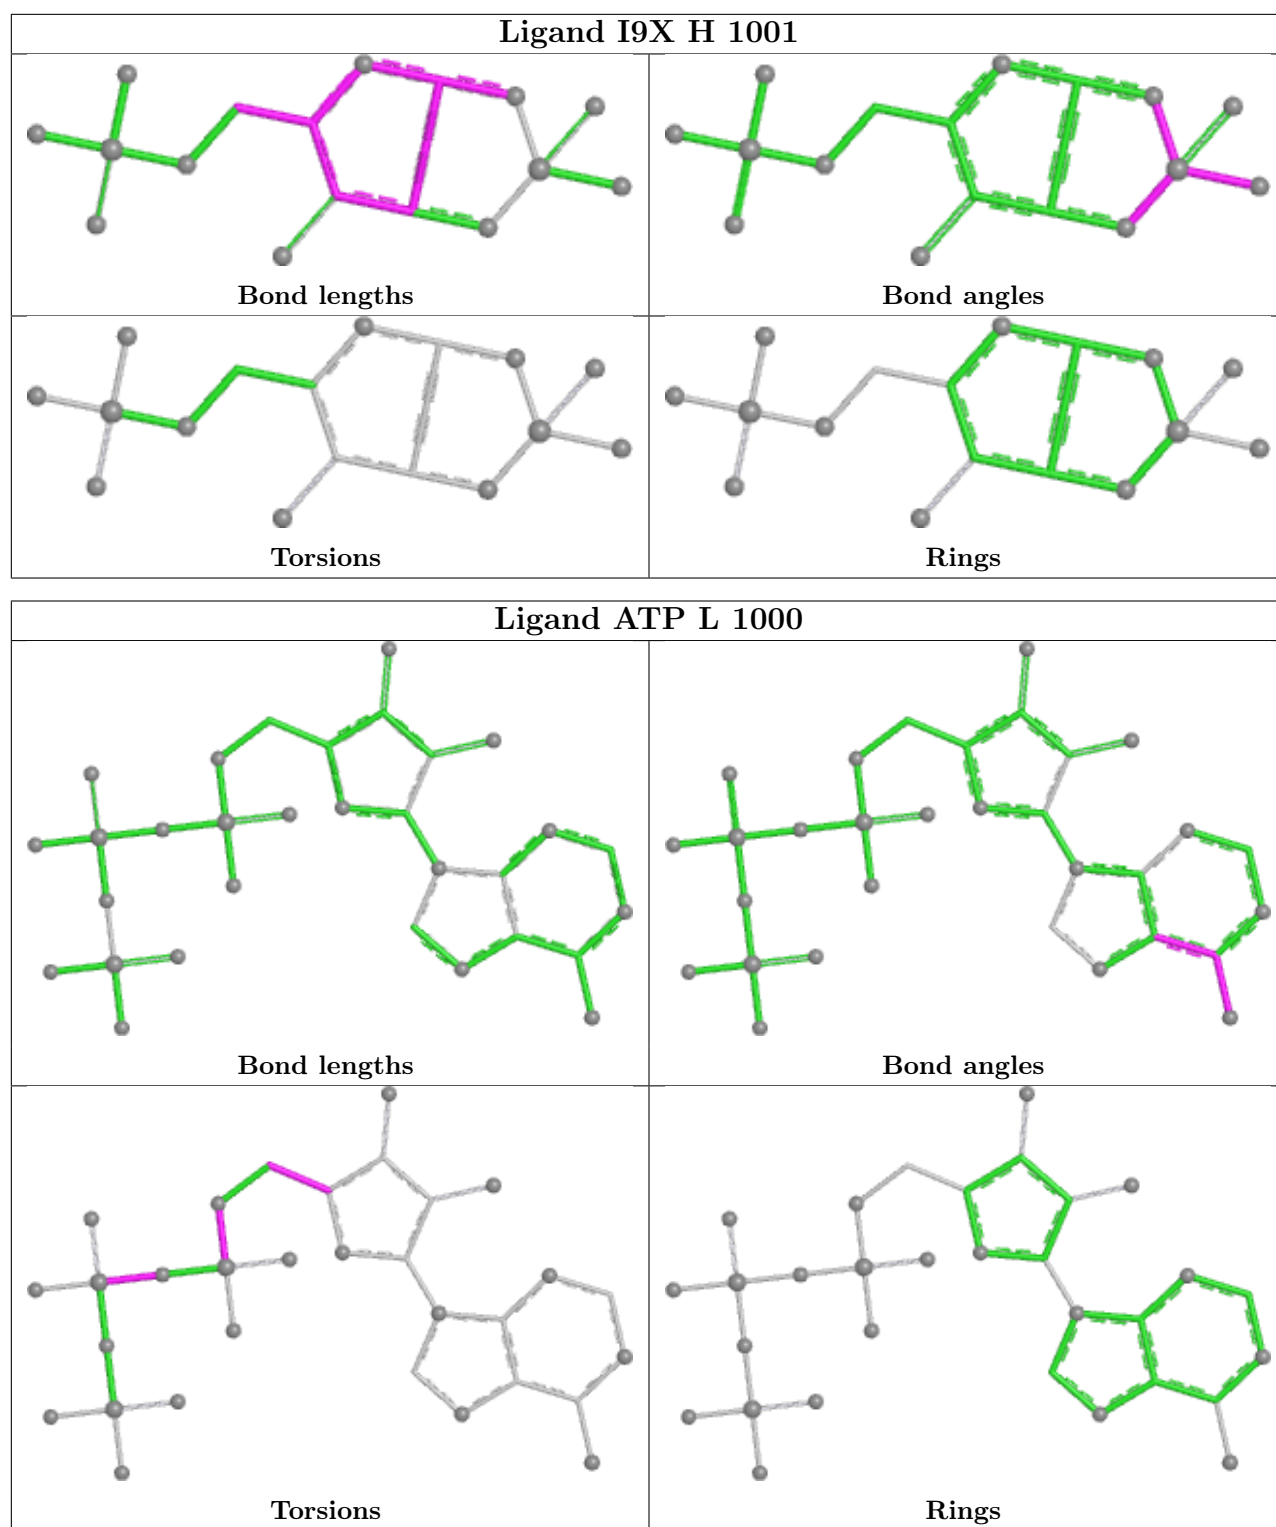 Ligand I9X H 1001
Bond lengths
Bond angles
Torsions
Rings
Ligand ATP L 1000
Bond lengths
Bond angles
Torsions
Rings